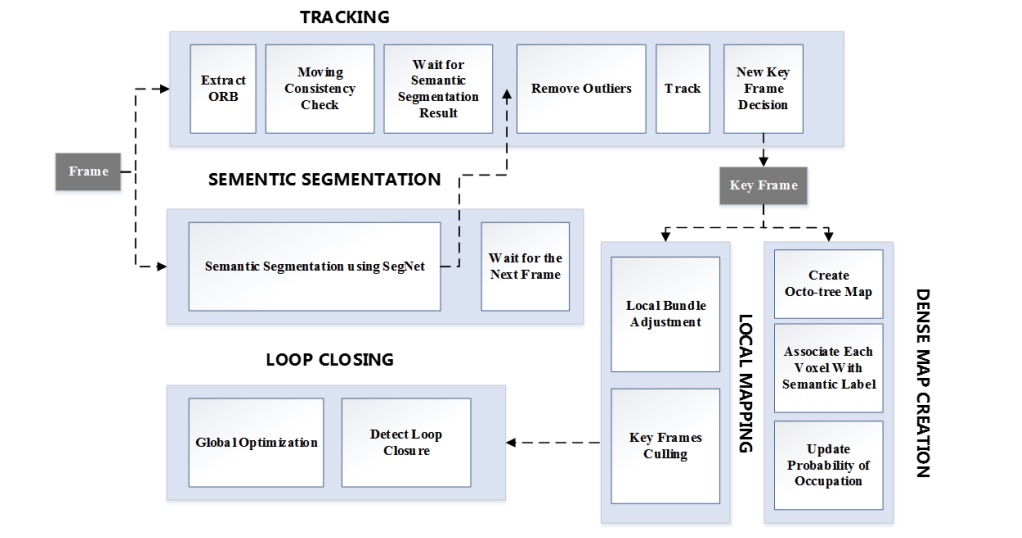 TRACKING
Extract
ORB
Moving
Consistency
Check
Wait for
Semantic
Segmentation
Result
Remove Outliers
Track
New Key
Frame
Decision
Frame
Key Frame
SEMENTIC SEGMENTATION
Semantic Segmentation using SegNet
Wait for the
Next Frame
Local Bundle
Adjustment
Key Frames
Culling
LOCAL MAPPING
Create
Octo-tree Map
Associate Each
Voxel With
Semantic Label
Update
Probability of
Occupation
DENSE MAP CREATION
LOOP CLOSING
Global Optimization
Detect Loop
Closure